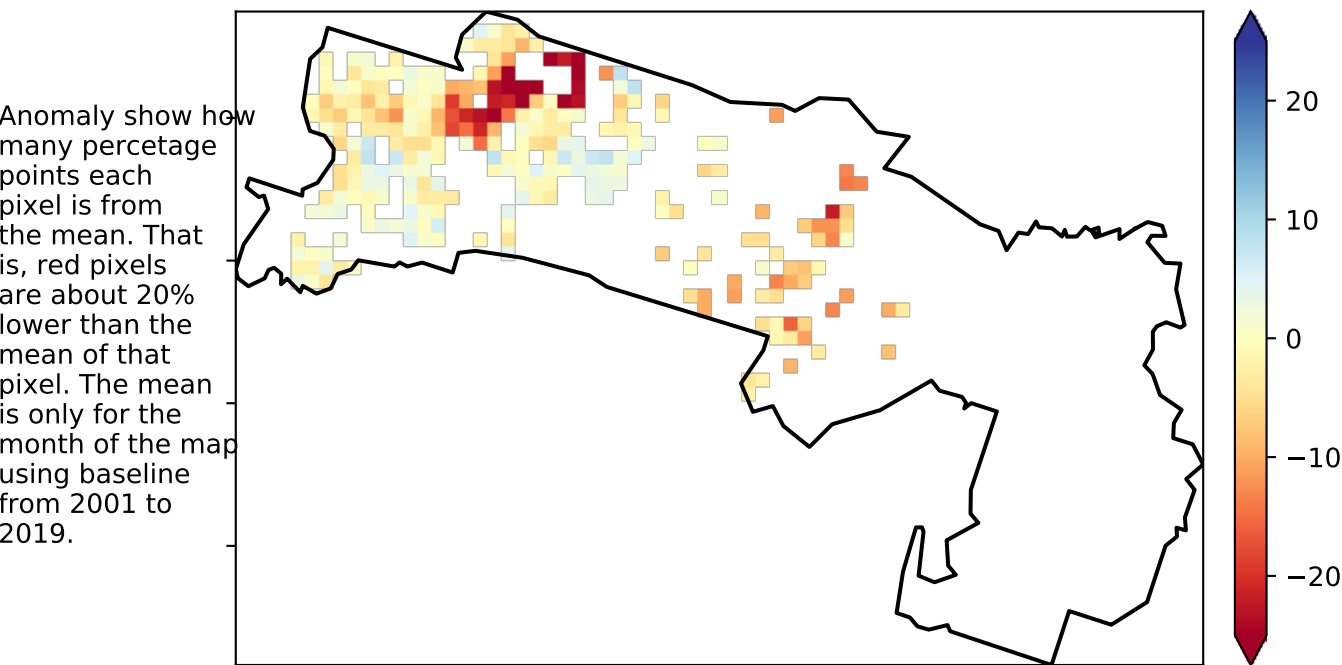 Anomaly show how
many percetage
points each
pixel is from
the mean. That
is, red pixels
are about 20%
lower than the
mean of that
pixel. The mean
is only for the
month of the map
using baseline
from 2001 to
2019.
20
10
0
−10
−20